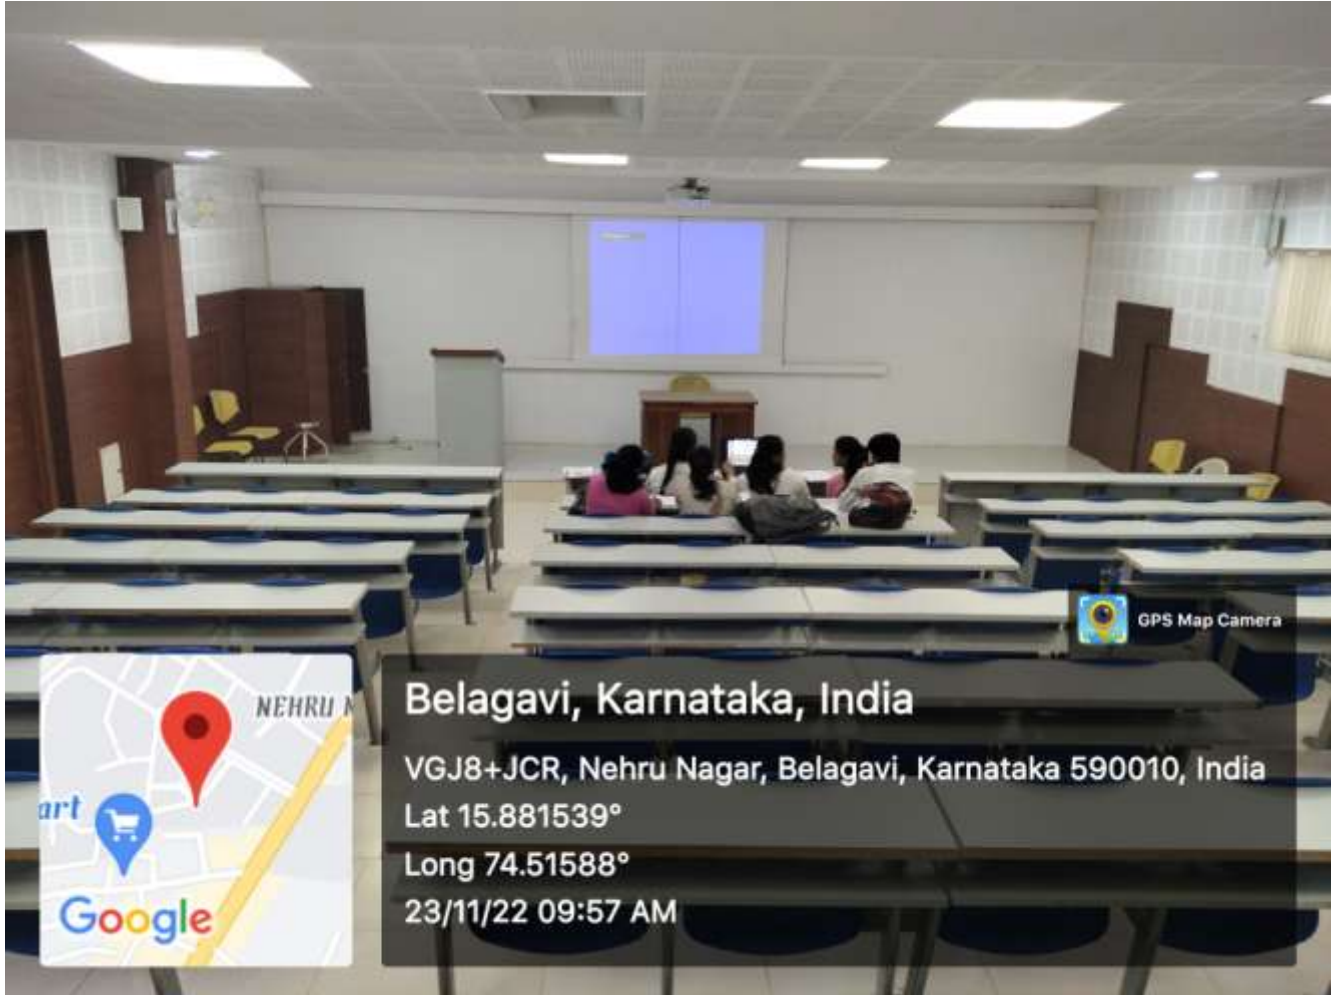 GPS Map Camera
NEHRU N
art
Google
Belagavi, Karnataka, India
VGJ8+JCR, Nehru Nagar, Belagavi, Karnataka 590010, India
Lat 15.881539°
Long 74.51588°
23/11/22 09:57 AM